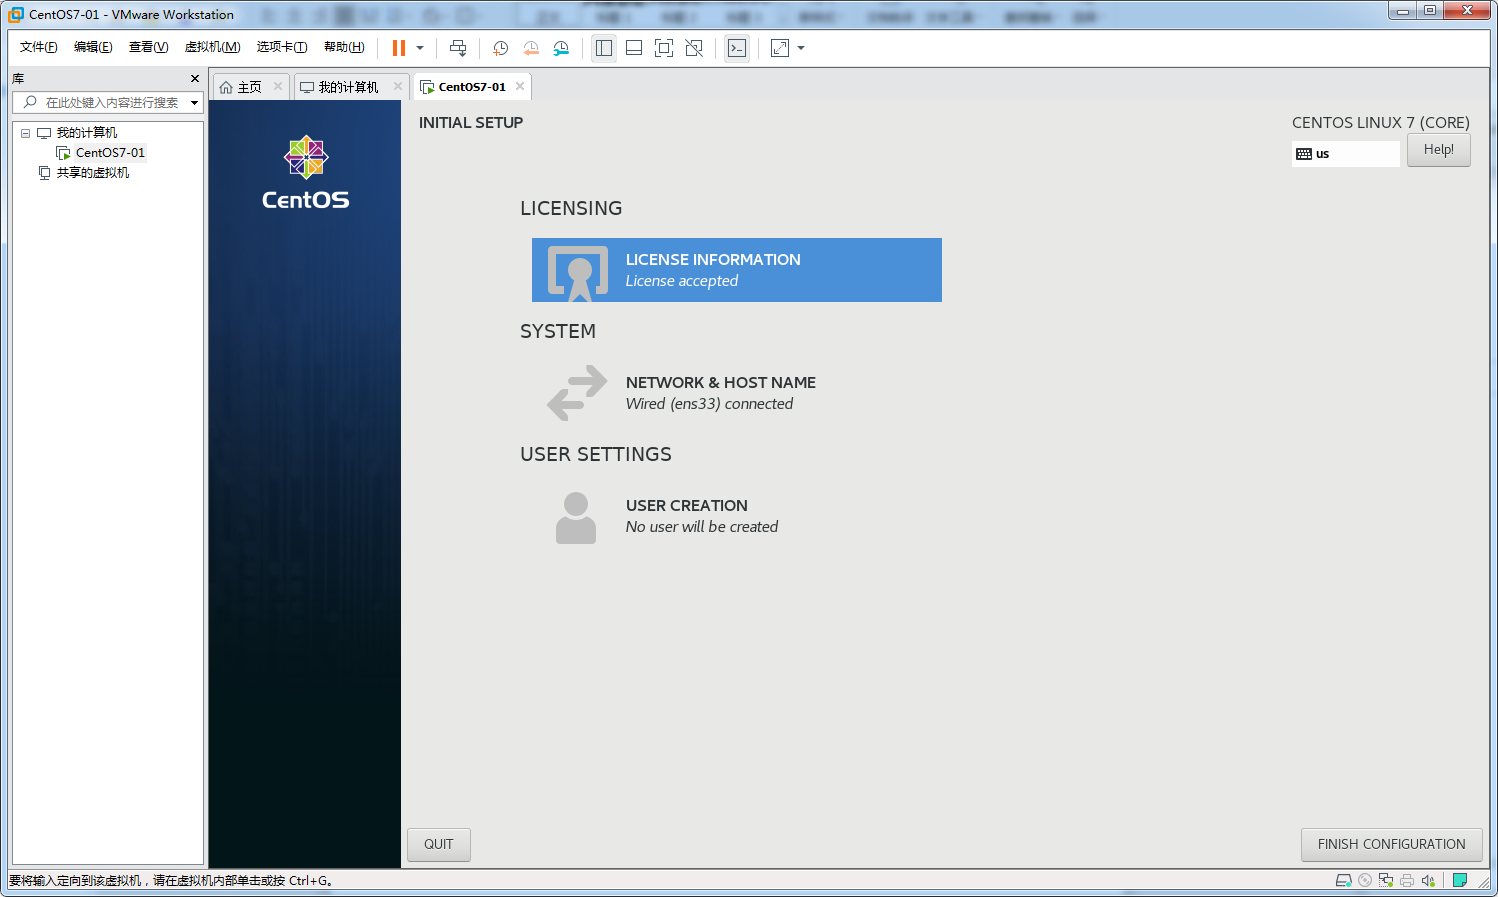 CentOS7-01 - VMware Workstation
文件(F) 编辑(E) 查看(V) 虚拟机(M) 选项卡(T) 帮助(H)
库
在此处键入内容进行搜索
我的计算机
CentOS7-01
共享的虚拟机
主页 我的计算机 CentOS7-01
CentOS
INITIAL SETUP
CENTOS LINUX 7 (CORE)
us
Help!
LICENSING
LICENSE INFORMATION
License accepted
SYSTEM
NETWORK & HOST NAME
Wired (ens33) connected
USER SETTINGS
USER CREATION
No user will be created
QUIT
FINISH CONFIGURATION
要将输入定向到该虚拟机，请在虚拟机内部单击或按 Ctrl+G。